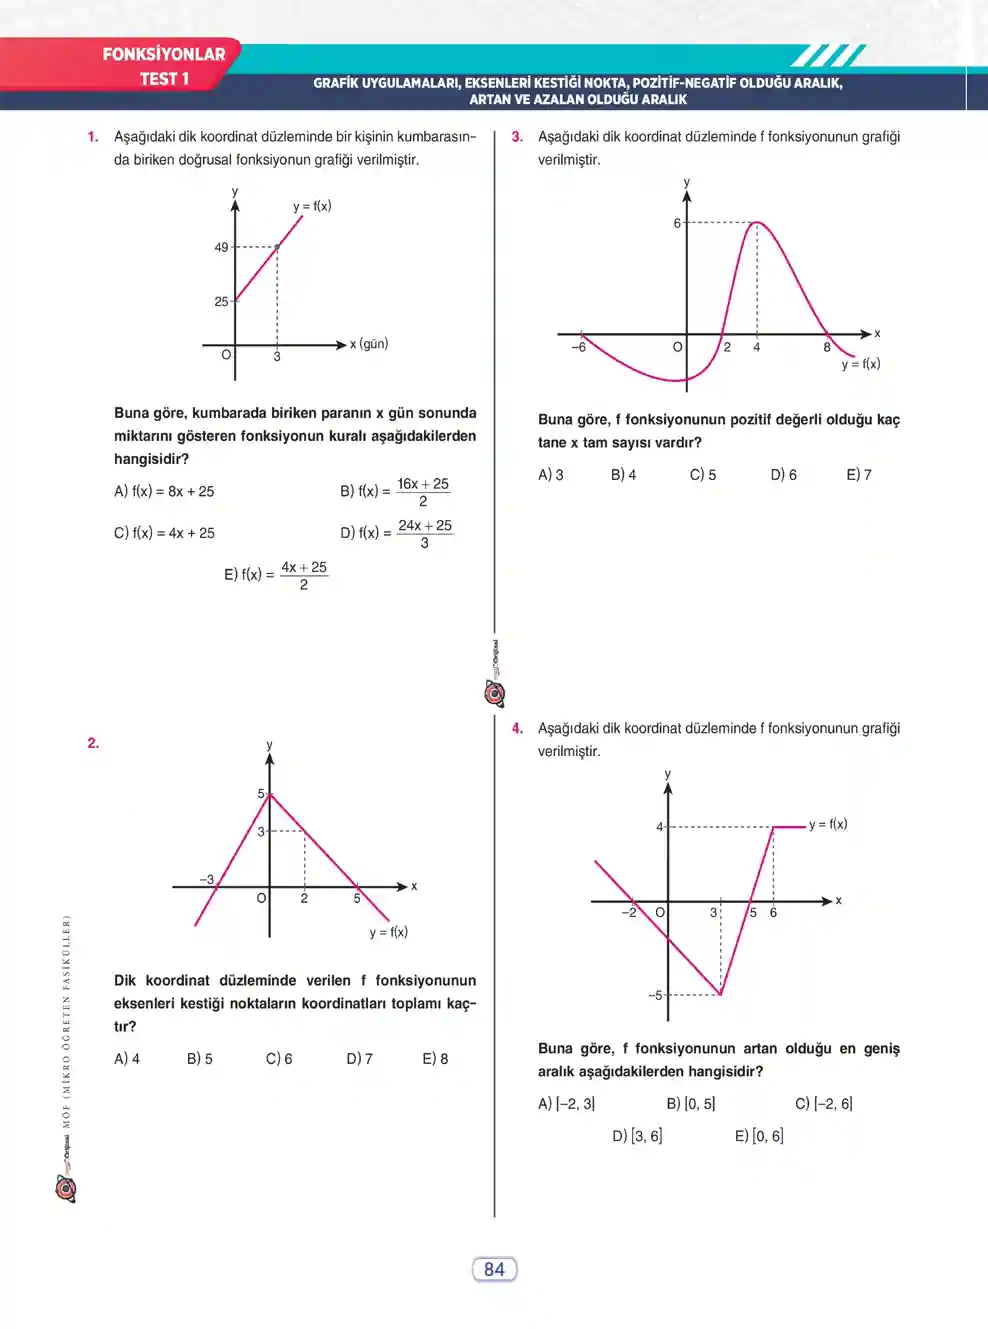 FONKSİYONLAR
TEST 1
GRAFİK UYGULAMALARI, EKSENLERİ KESTİĞİ NOKTA, POZİTİF-NEGATİF OLDUĞU ARALIK,
ARTAN VE AZALAN OLDUĞU ARALIK
1. Aşağıdaki dik koordinat düzleminde bir kişinin kumbarasın-
da biriken doğrusal fonksiyonun grafiği verilmiştir.
y
y = f(x)
49
25
x (gün)
O
3
Buna göre, kumbarada biriken paranın x gün sonunda
miktarını gösteren fonksiyonun kuralı aşağıdakilerden
hangisidir?
A) f(x) = 8x + 25
B) f(x) = (16x + 25)/2
C) f(x) = 4x + 25
D) f(x) = (24x + 25)/3
E) f(x) = (4x + 25)/2
2.
y
5
3
–3
x
O
2
5
y = f(x)
Dik koordinat düzleminde verilen f fonksiyonunun
eksenleri kestiği noktaların koordinatları toplamı kaç-
tır?
A) 4 B) 5 C) 6 D) 7 E) 8
3. Aşağıdaki dik koordinat düzleminde f fonksiyonunun grafiği
verilmiştir.
y
6
x
–6
O
2
4
8
y = f(x)
Buna göre, f fonksiyonunun pozitif değerli olduğu kaç
tane x tam sayısı vardır?
A) 3 B) 4 C) 5 D) 6 E) 7
4. Aşağıdaki dik koordinat düzleminde f fonksiyonunun grafiği
verilmiştir.
y
4
y = f(x)
x
–2
O
3
5
6
–5
Buna göre, f fonksiyonunun artan olduğu en geniş
aralık aşağıdakilerden hangisidir?
A) [–2, 3] B) [0, 5] C) [–2, 6]
D) [3, 6] E) [0, 6]
Orijinal
Orijinal MÖF (MİKRO ÖĞRETEN FASİKÜLLER)
84